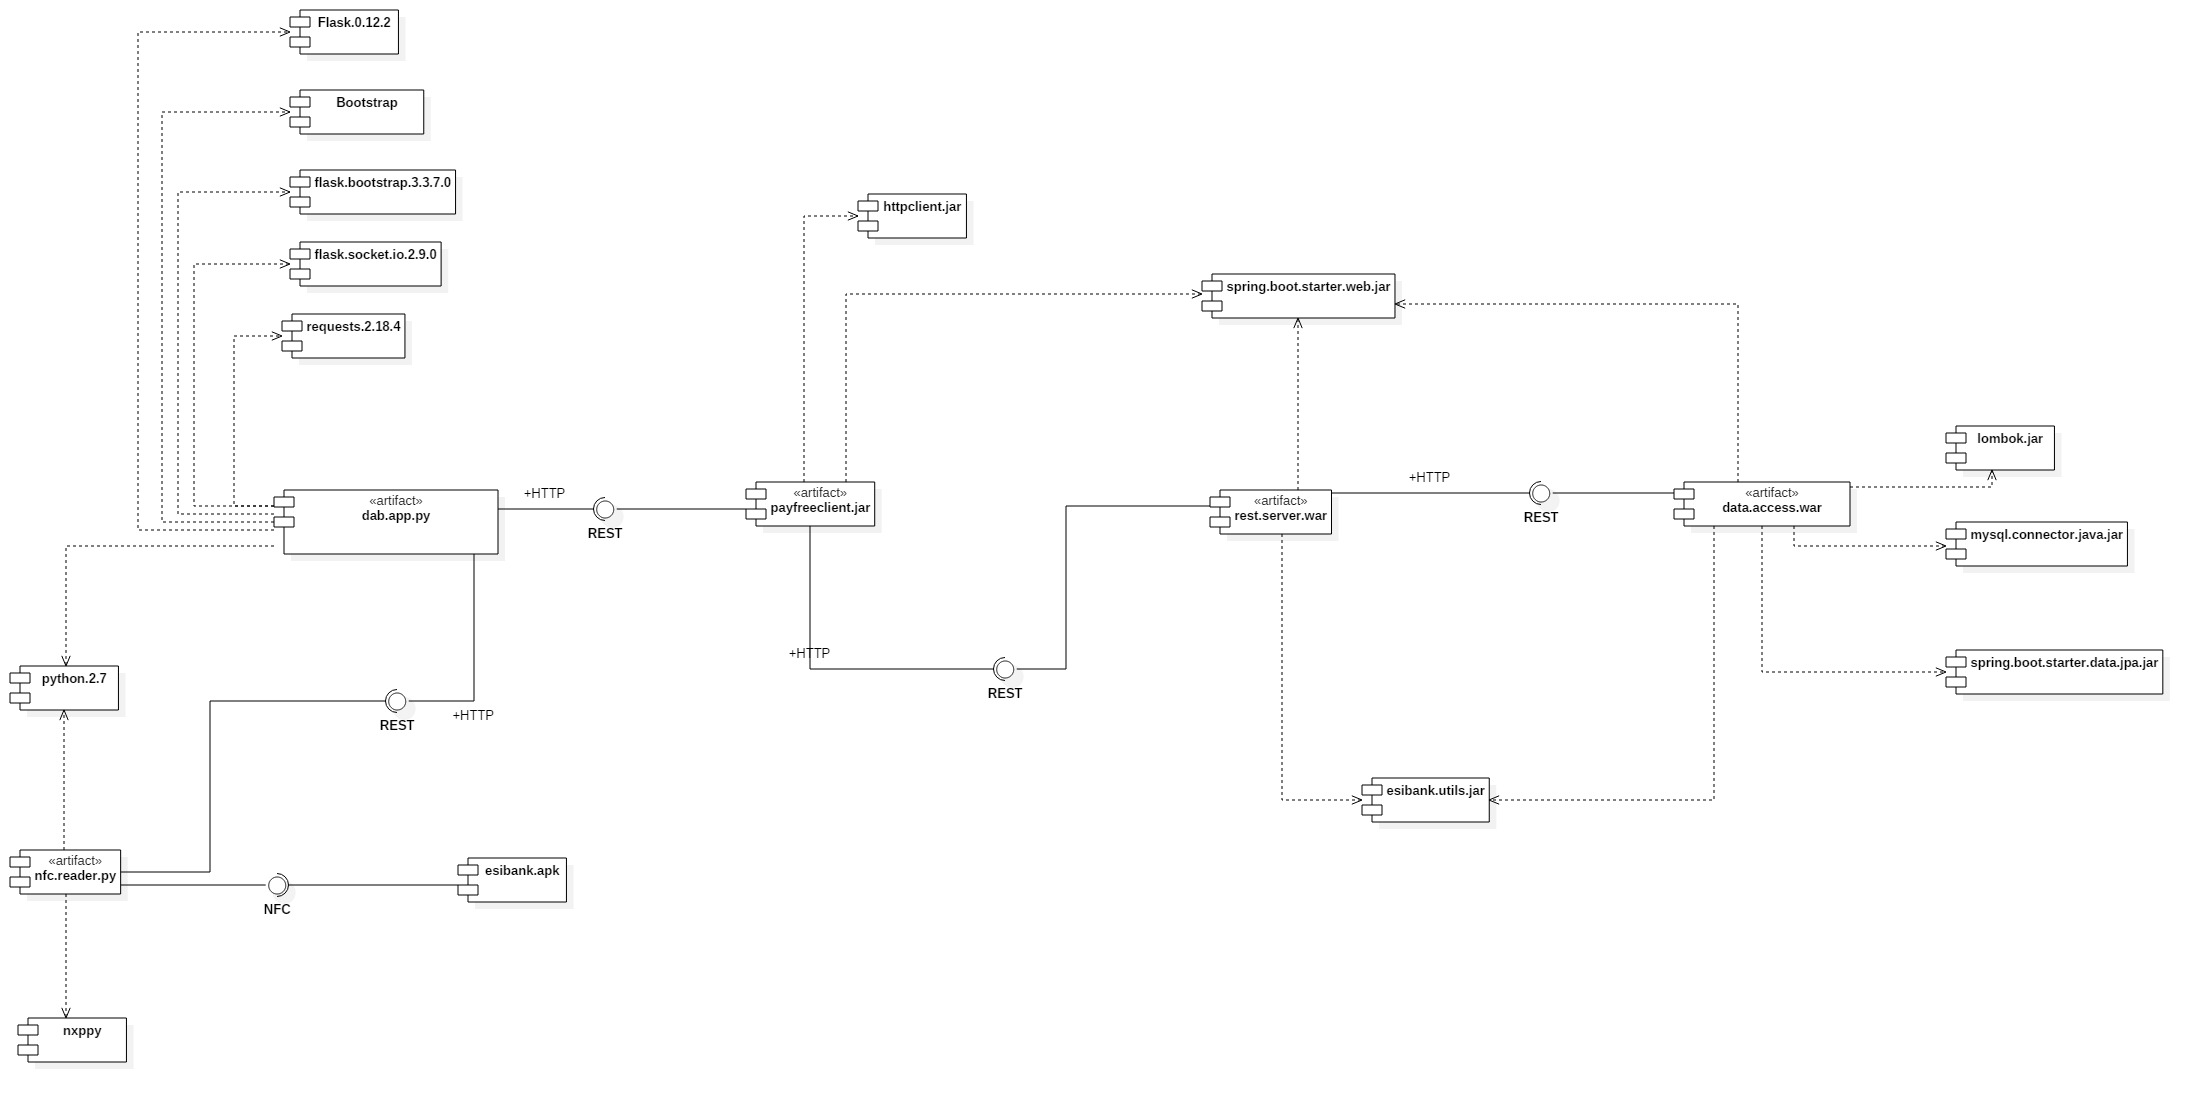 Flask.0.12.2
Bootstrap
flask.bootstrap.3.3.7.0
httpclient.jar
flask.socket.io.2.9.0
spring.boot.starter.web.jar
requests.2.18.4
lombok.jar
+HTTP
+HTTP
«artifact»
dab.app.py
REST
«artifact»
payfreeclient.jar
«artifact»
rest.server.war
REST
«artifact»
data.access.war
mysql.connector.java.jar
+HTTP
REST
spring.boot.starter.data.jpa.jar
python.2.7
REST
+HTTP
esibank.utils.jar
«artifact»
nfc.reader.py
NFC
esibank.apk
nxppy